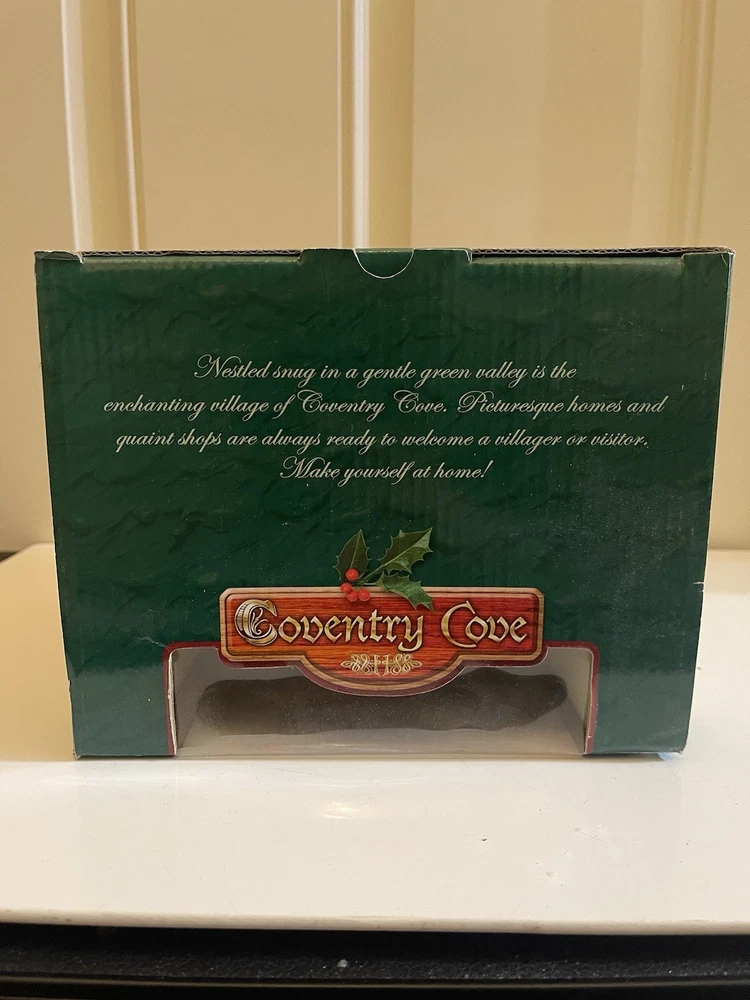 Nestled snug in a gentle green valley is the
enchanting village of Coventry Cove. Picturesque homes and
quaint shops are always ready to welcome a villager or visitor.
Make yourself at home!
Coventry Cove